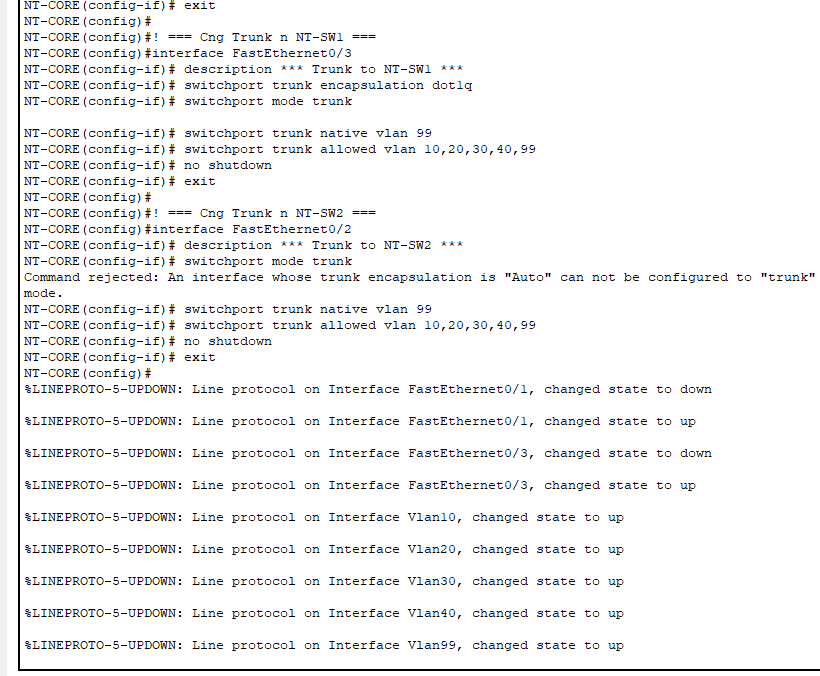 NT-CORE(config-if)# exit
NT-CORE(config)#
NT-CORE(config)#! === Cng Trunk n NT-SW1 ===
NT-CORE(config)#interface FastEthernet0/3
NT-CORE(config-if)# description *** Trunk to NT-SW1 ***
NT-CORE(config-if)# switchport trunk encapsulation dot1q
NT-CORE(config-if)# switchport mode trunk
NT-CORE(config-if)# switchport trunk native vlan 99
NT-CORE(config-if)# switchport trunk allowed vlan 10,20,30,40,99
NT-CORE(config-if)# no shutdown
NT-CORE(config-if)# exit
NT-CORE(config)#
NT-CORE(config)#! === Cng Trunk n NT-SW2 ===
NT-CORE(config)#interface FastEthernet0/2
NT-CORE(config-if)# description *** Trunk to NT-SW2 ***
NT-CORE(config-if)# switchport mode trunk
Command rejected: An interface whose trunk encapsulation is "Auto" can not be configured to "trunk"
mode.
NT-CORE(config-if)# switchport trunk native vlan 99
NT-CORE(config-if)# switchport trunk allowed vlan 10,20,30,40,99
NT-CORE(config-if)# no shutdown
NT-CORE(config-if)# exit
NT-CORE(config)#
%LINEPROTO-5-UPDOWN: Line protocol on Interface FastEthernet0/1, changed state to down
%LINEPROTO-5-UPDOWN: Line protocol on Interface FastEthernet0/1, changed state to up
%LINEPROTO-5-UPDOWN: Line protocol on Interface FastEthernet0/3, changed state to down
%LINEPROTO-5-UPDOWN: Line protocol on Interface FastEthernet0/3, changed state to up
%LINEPROTO-5-UPDOWN: Line protocol on Interface Vlan10, changed state to up
%LINEPROTO-5-UPDOWN: Line protocol on Interface Vlan20, changed state to up
%LINEPROTO-5-UPDOWN: Line protocol on Interface Vlan30, changed state to up
%LINEPROTO-5-UPDOWN: Line protocol on Interface Vlan40, changed state to up
%LINEPROTO-5-UPDOWN: Line protocol on Interface Vlan99, changed state to up